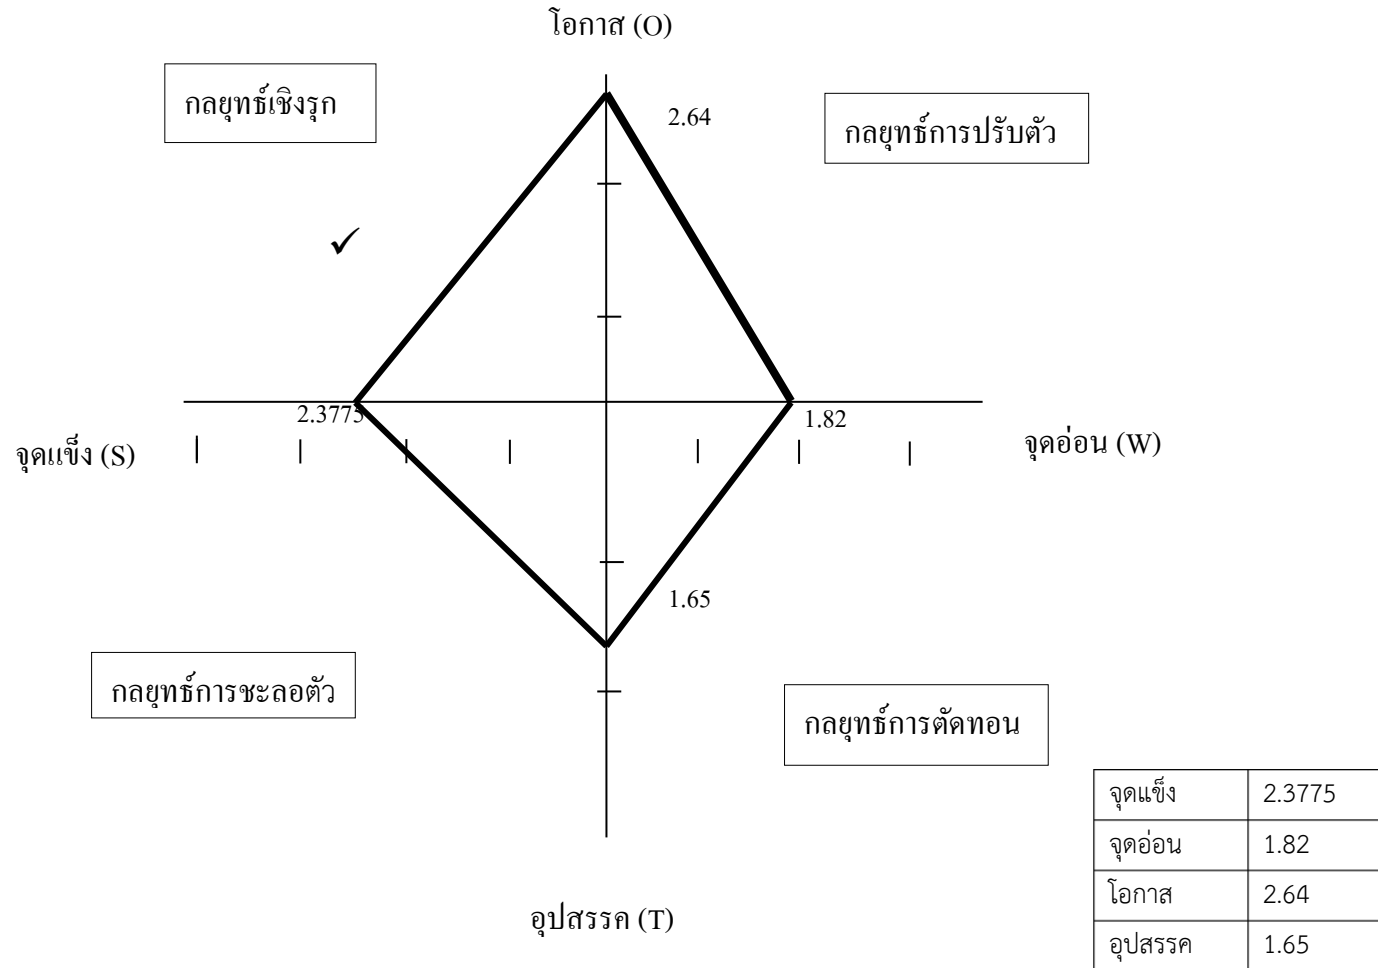 โอกาส (O)
กลยุทธ์เชิงรุก
2.64
กลยุทธ์การปรับตัว
✓
2.3775
1.82
จุดแข็ง (S)
จุดอ่อน (W)
1.65
กลยุทธ์การชะลอตัว
กลยุทธ์การตัดทอน
อุปสรรค (T)
จุดแข็ง 2.3775
จุดอ่อน 1.82
โอกาส 2.64
อุปสรรค 1.65